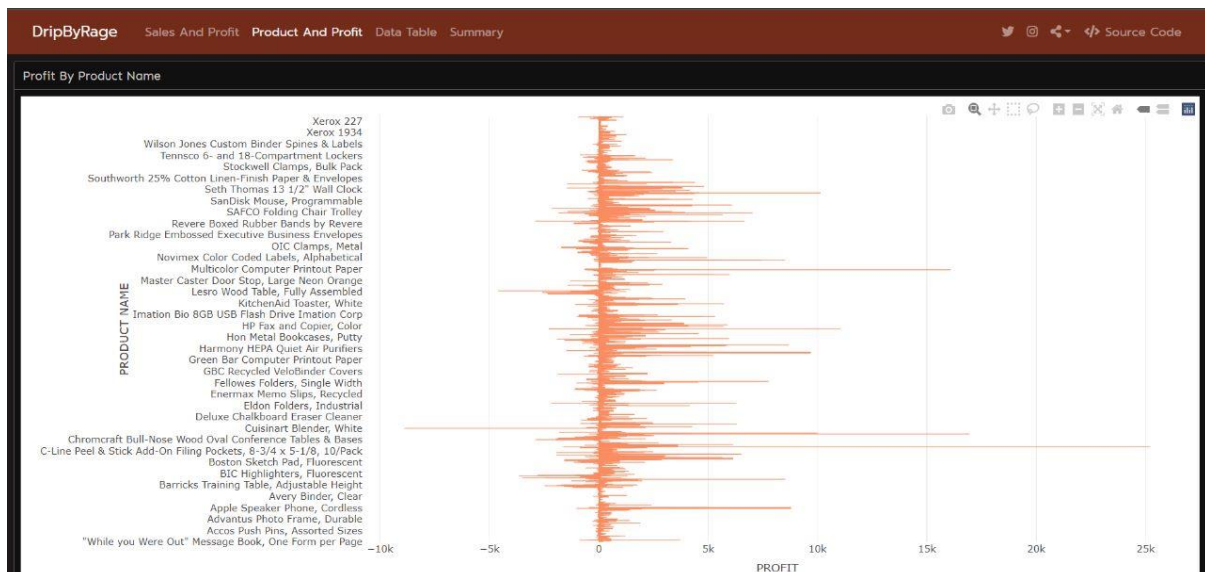 DripByRage Sales And Profit Product And Profit Data Table Summary Source Code
Profit By Product Name
Xerox 227
Xerox 1934
Wilson Jones Custom Binder Spines & Labels
Tennsco 6- and 18-Compartment Lockers
Stockwell Clamps, Bulk Pack
Southworth 25% Cotton Linen-Finish Paper & Envelopes
Seth Thomas 13 1/2" Wall Clock
SanDisk Mouse, Programmable
SAFCO Folding Chair Trolley
Revere Boxed Rubber Bands by Revere
Park Ridge Embossed Executive Business Envelopes
OIC Clamps, Metal
Novimex Color Coded Labels, Alphabetical
Multicolor Computer Printout Paper
Master Caster Door Stop, Large Neon Orange
Lesro Wood Table, Fully Assembled
KitchenAid Toaster, White
Imation Bio 8GB USB Flash Drive Imation Corp
HP Fax and Copier, Color
Hon Metal Bookcases, Putty
Harmony HEPA Quiet Air Purifiers
Green Bar Computer Printout Paper
GBC Recycled VeloBinder Covers
Fellowes Folders, Single Width
Enermax Memo Slips, Recycled
Eldon Folders, Industrial
Deluxe Chalkboard Eraser Cleaner
Cuisinart Blender, White
Chromcraft Bull-Nose Wood Oval Conference Tables & Bases
C-Line Peel & Stick Add-On Filing Pockets, 8-3/4 x 5-1/8, 10/Pack
Boston Sketch Pad, Fluorescent
BIC Highlighters, Fluorescent
Barricks Training Table, Adjustable Height
Avery Binder, Clear
Apple Speaker Phone, Cordless
Advantus Photo Frame, Durable
Accos Push Pins, Assorted Sizes
"While you Were Out" Message Book, One Form per Page
PRODUCT NAME
−10k −5k 0 5k 10k 15k 20k 25k
PROFIT